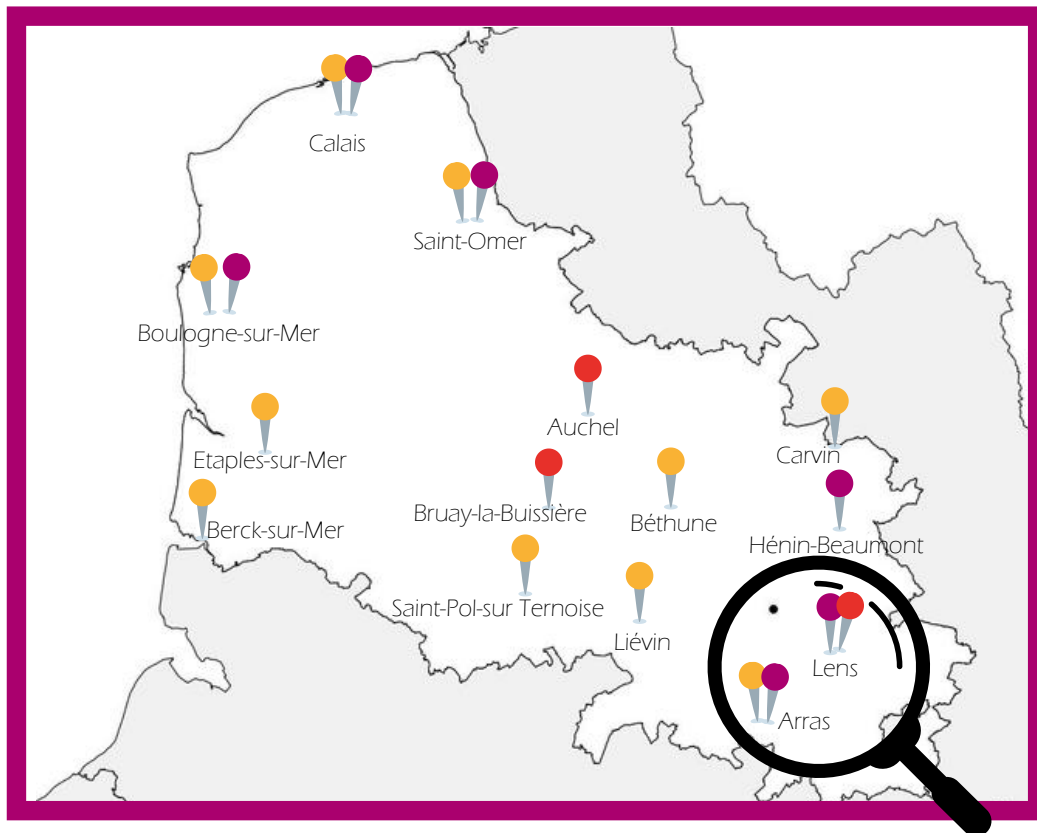 Calais
Saint-Omer
Boulogne-sur-Mer
Auchel
Etaples-sur-Mer
Carvin
Bruay-la-Buissière
Béthune
Berck-sur-Mer
Hénin-Beaumont
Saint-Pol-sur Ternoise
Liévin
Lens
Arras